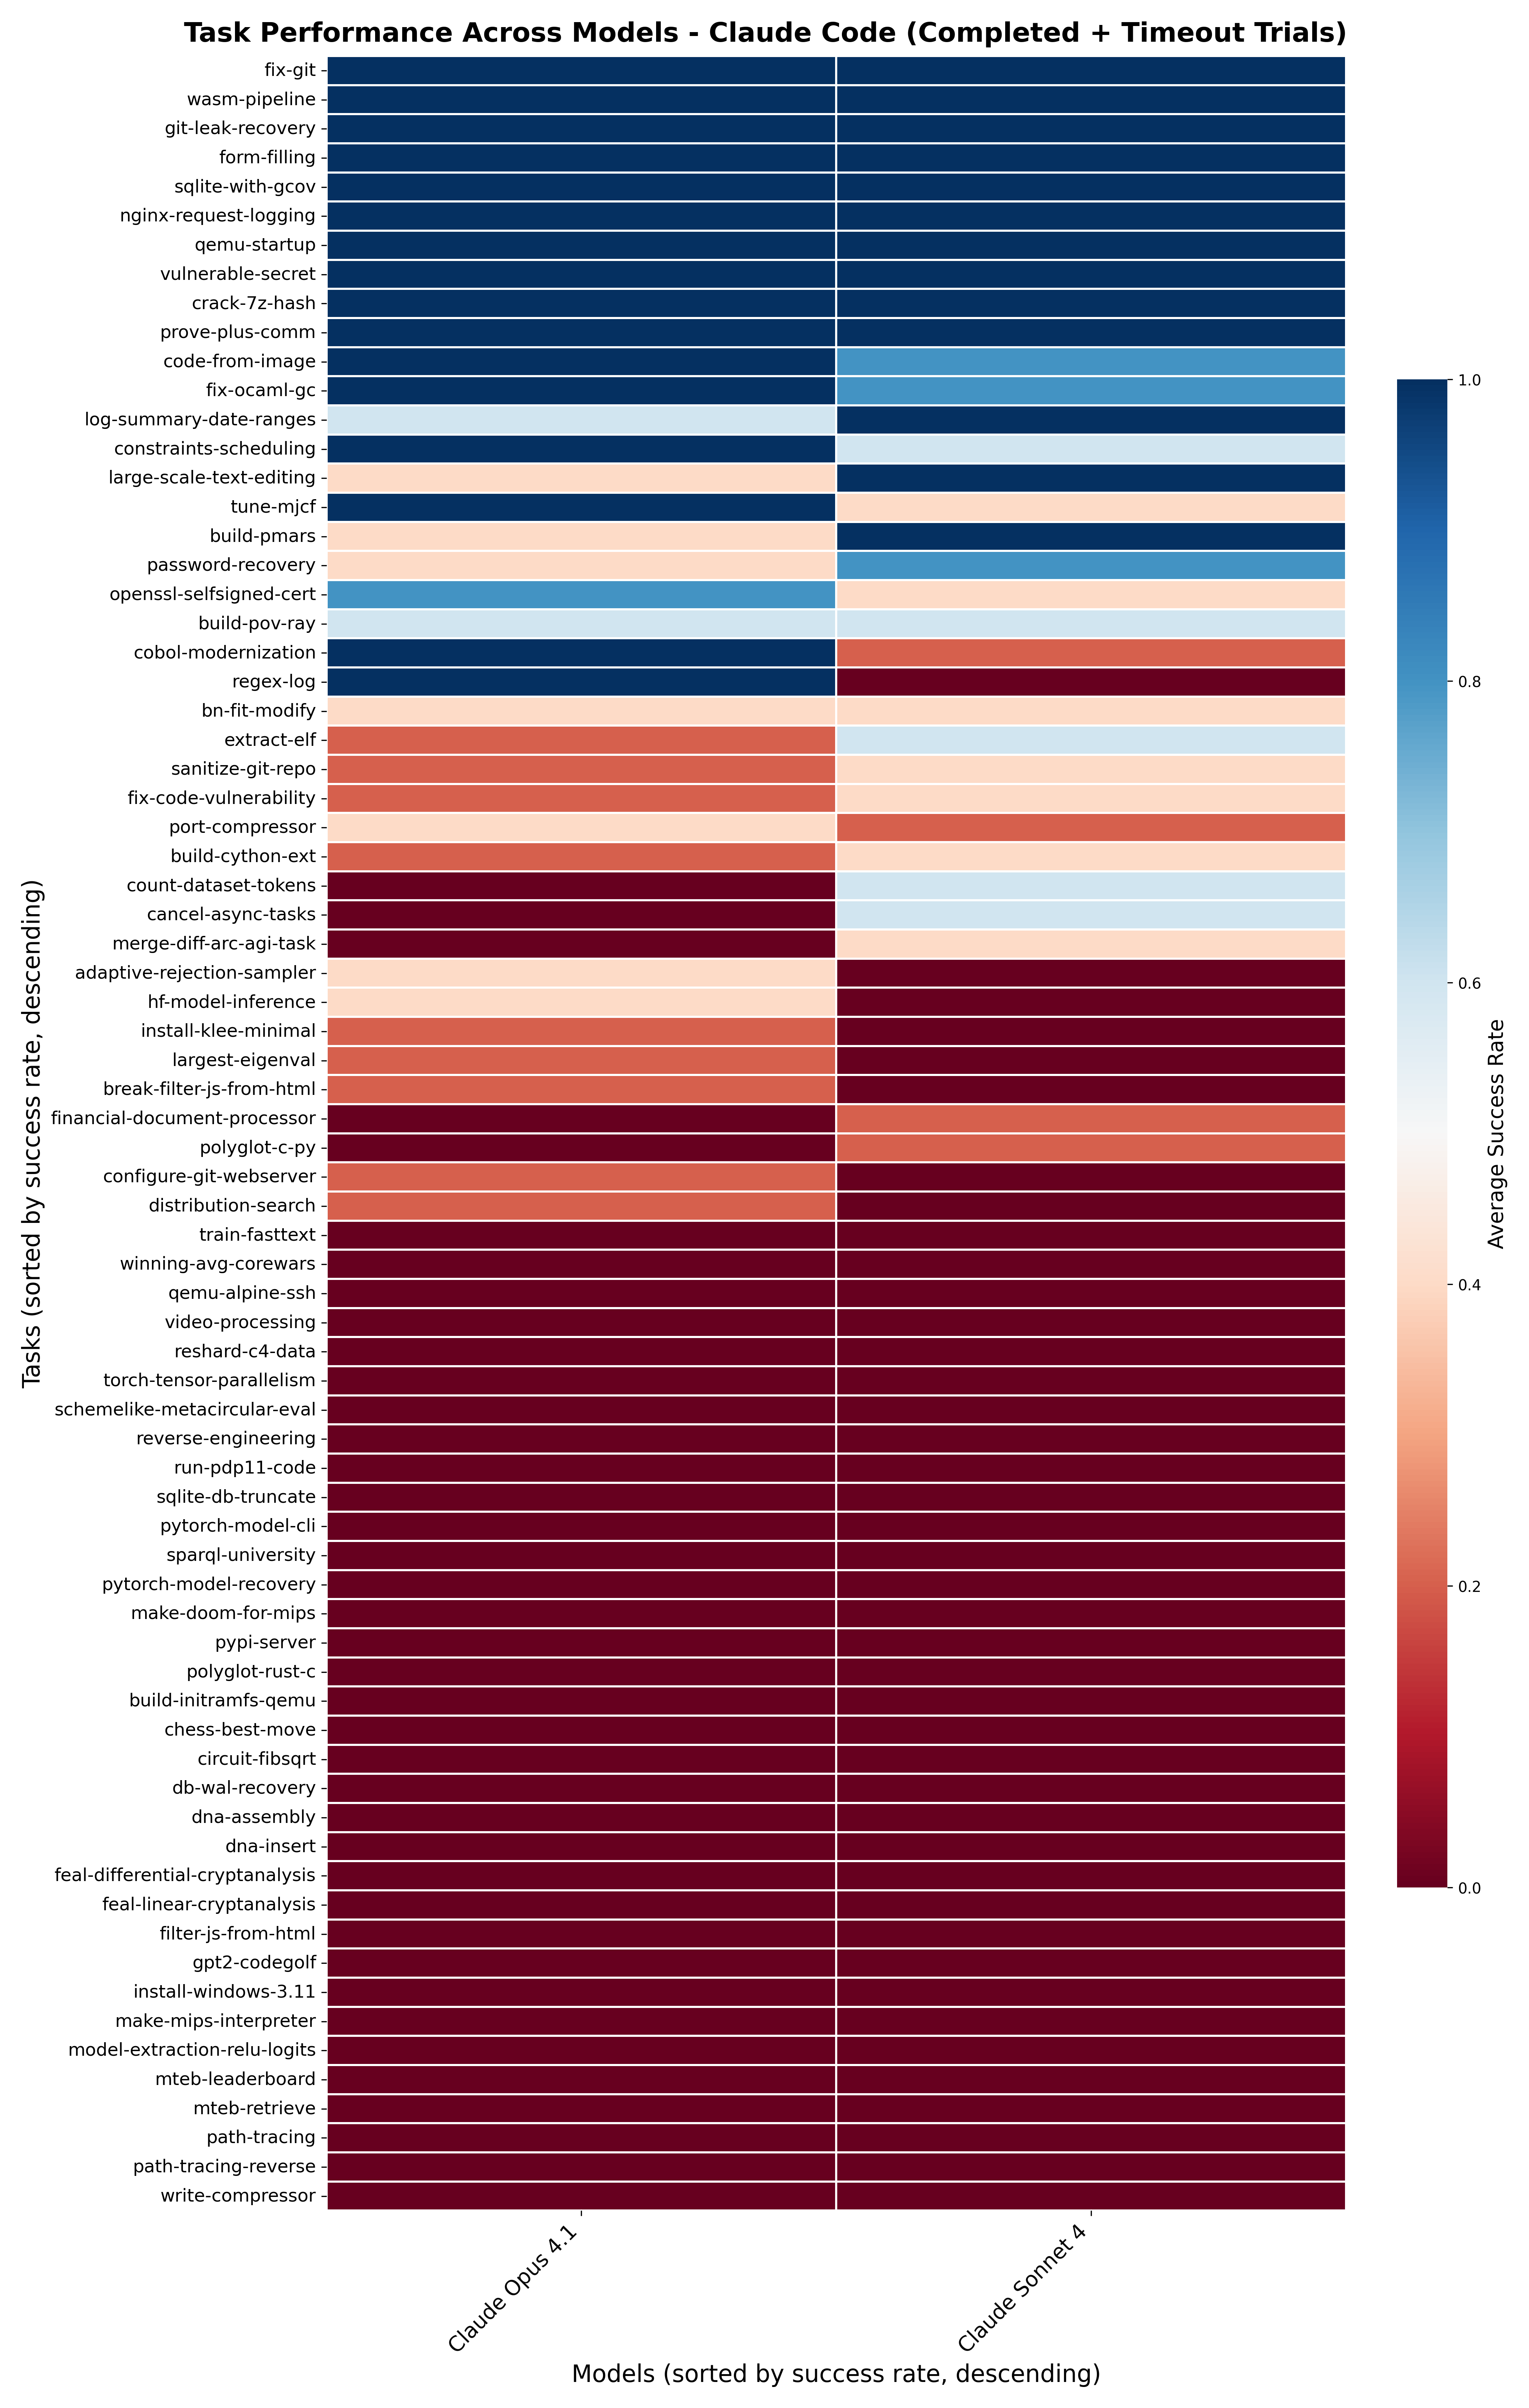 Task Performance Across Models - Claude Code (Completed + Timeout Trials)
Tasks (sorted by success rate, descending)
fix-git
wasm-pipeline
git-leak-recovery
form-filling
sqlite-with-gcov
nginx-request-logging
qemu-startup
vulnerable-secret
crack-7z-hash
prove-plus-comm
code-from-image
fix-ocaml-gc
log-summary-date-ranges
constraints-scheduling
large-scale-text-editing
tune-mjcf
build-pmars
password-recovery
openssl-selfsigned-cert
build-pov-ray
cobol-modernization
regex-log
bn-fit-modify
extract-elf
sanitize-git-repo
fix-code-vulnerability
port-compressor
build-cython-ext
count-dataset-tokens
cancel-async-tasks
merge-diff-arc-agi-task
adaptive-rejection-sampler
hf-model-inference
install-klee-minimal
largest-eigenval
break-filter-js-from-html
financial-document-processor
polyglot-c-py
configure-git-webserver
distribution-search
train-fasttext
winning-avg-corewars
qemu-alpine-ssh
video-processing
reshard-c4-data
torch-tensor-parallelism
schemelike-metacircular-eval
reverse-engineering
run-pdp11-code
sqlite-db-truncate
pytorch-model-cli
sparql-university
pytorch-model-recovery
make-doom-for-mips
pypi-server
polyglot-rust-c
build-initramfs-qemu
chess-best-move
circuit-fibsqrt
db-wal-recovery
dna-assembly
dna-insert
feal-differential-cryptanalysis
feal-linear-cryptanalysis
filter-js-from-html
gpt2-codegolf
install-windows-3.11
make-mips-interpreter
model-extraction-relu-logits
mteb-leaderboard
mteb-retrieve
path-tracing
path-tracing-reverse
write-compressor
Claude Opus 4.1
Claude Sonnet 4
Models (sorted by success rate, descending)
1.0
0.8
0.6
0.4
0.2
0.0
Average Success Rate